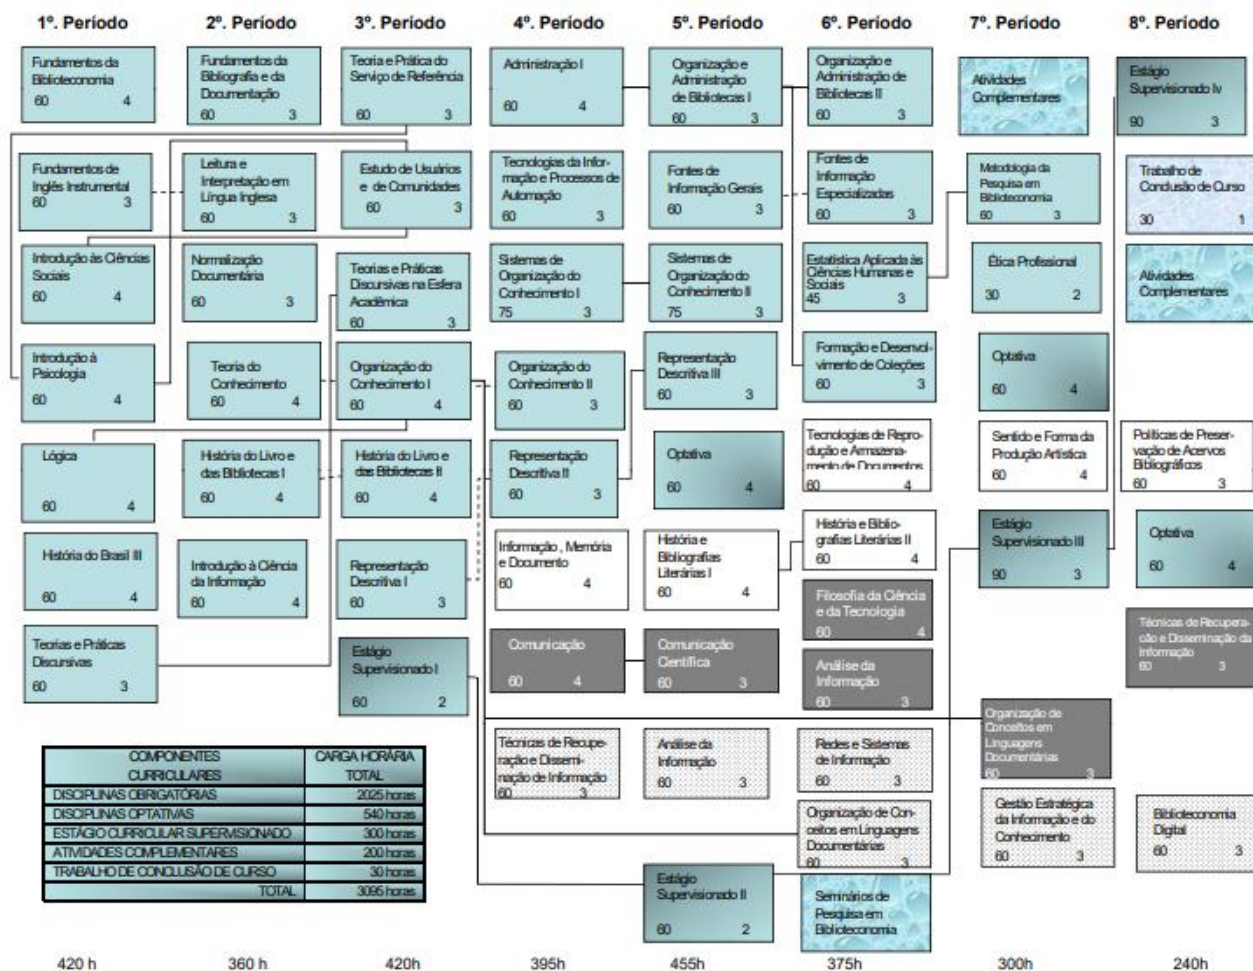 1º. Período
2º. Período
3º. Período
4º. Período
5º. Período
6º. Período
7º. Período
8º. Período
Fundamentos da
Biblioteconomia
60 4
Fundamentos da
Bibliografia e da
Documentação
60 3
Teoria e Prática do
Serviço de Referência
60 3
Administração I
60 4
Organização e
Administração
de Bibliotecas I
60 3
Organização e
Administração de
Bibliotecas II
60 3
Atividades
Complementares
Estágio
Supervisionado Iv
90 3
Fundamentos de
Inglês Instrumental
60 3
Leitura e
Interpretação em
Língua Inglesa
60 3
Estudo de Usuários
e de Comunidades
60 3
Tecnologias da Infor-
mação e Processos de
Automação
60 3
Fontes de
Informação Gerais
60 3
Fontes de
Informação
Especializadas
60 3
Metodologia da
Pesquisa em
Biblioteconomia
60 3
Trabalho de
Conclusão de Curso
30 1
Introdução às Ciências
Sociais
60 4
Normalização
Documentária
60 3
Teorias e Práticas
Discursivas na Esfera
Acadêmica
60 3
Sistemas de
Organização do
Conhecimento I
75 3
Sistemas de
Organização do
Conhecimento II
75 3
Estatística Aplicada às
Ciências Humanas e
Sociais
45 3
Ética Profissional
30 2
Atividades
Complementares
Introdução à
Psicologia
60 4
Teoria do
Conhecimento
60 4
Organização do
Conhecimento I
60 4
Organização do
Conhecimento II
60 3
Representação
Descritiva III
60 3
Formação e Desenvol-
vimento de Coleções
60 3
Optativa
60 4
Lógica
60 4
História do Livro e
das Bibliotecas I
60 4
História do Livro e
das Bibliotecas II
60 4
Representação
Descritiva II
60 3
Optativa
60 4
Tecnologias de Repro-
dução e Armazena-
mento de Documentos
60 4
Sentido e Forma da
Produção Artística
60 4
Políticas de Preser-
vação de Acervos
Bibliográficos
60 3
História do Brasil III
60 4
Introdução à Ciência
da Informação
60 4
Representação
Descritiva I
60 3
Informação , Memória
e Documento
60 4
História e
Bibliografias
Literárias I
60 4
História e Biblio-
grafias Literárias II
60 4
Estágio
Supervisionado III
90 3
Optativa
60 4
Teorias e Práticas
Discursivas
60 3
Estágio
Supervisionado I
60 2
Comunicação
60 4
Comunicação
Científica
60 3
Filosofia da Ciência
e da Tecnologia
60 4
Análise da
Informação
60 3
Técnicas de Recupera-
cão e Disseminação da
Informação
60 3
Organização de
Conceitos em
Linguagens
Documentárias
60 3
Técnicas de Recupe-
ração e Dissemi-
nação de Informação
60 3
Análise da
Informação
60 3
Redes e Sistemas
de Informação
60 3
Organização de Con-
ceitos em Linguagens
Documentárias
60 3
Gestão Estratégica
da Informação e do
Conhecimento
60 3
Biblioteconomia
Digital
60 3
Estágio
Supervisionado II
60 2
Seminários de
Pesquisa em
Biblioteconomia
COMPONENTES
CURRICULARES
CARGA HORÁRIA
TOTAL
DISCIPLINAS OBRIGATÓRIAS 2025 horas
DISCIPLINAS OPTATIVAS 540 horas
ESTÁGIO CURRICULAR SUPERVISIONADO 300 horas
ATIVIDADES COMPLEMENTARES 200 horas
TRABALHO DE CONCLUSÃO DE CURSO 30 horas
TOTAL 3095 horas
420 h
360 h
420h
395h
455h
375h
300h
240h